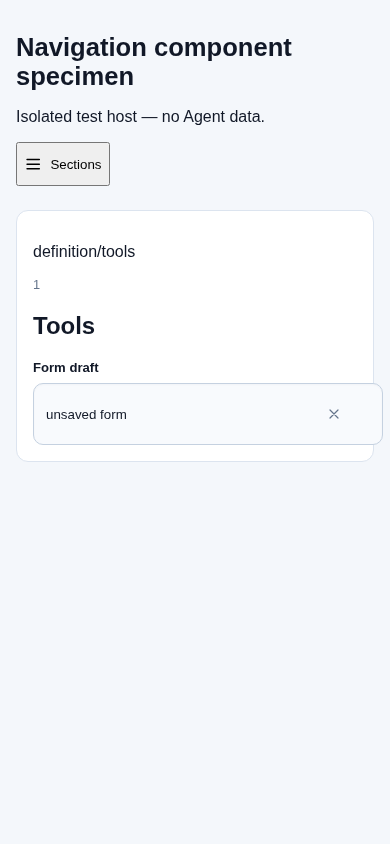 Navigation component
specimen
Isolated test host — no Agent data.
Sections
definition/tools
1
Tools
Form draft
unsaved form